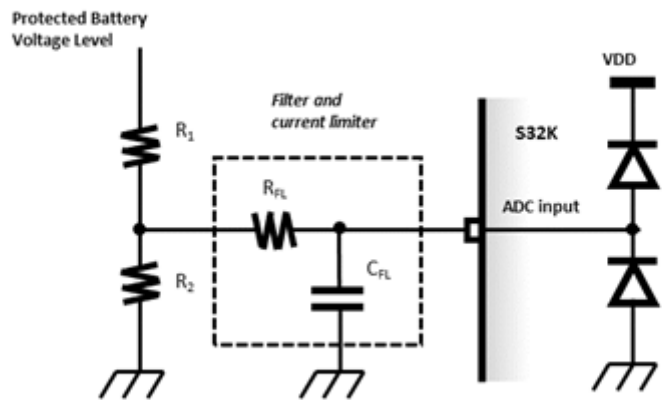 Protected Battery
Voltage Level
R1
R2
Filter and
current limiter
RFL
CFL
S32K
ADC input
VDD